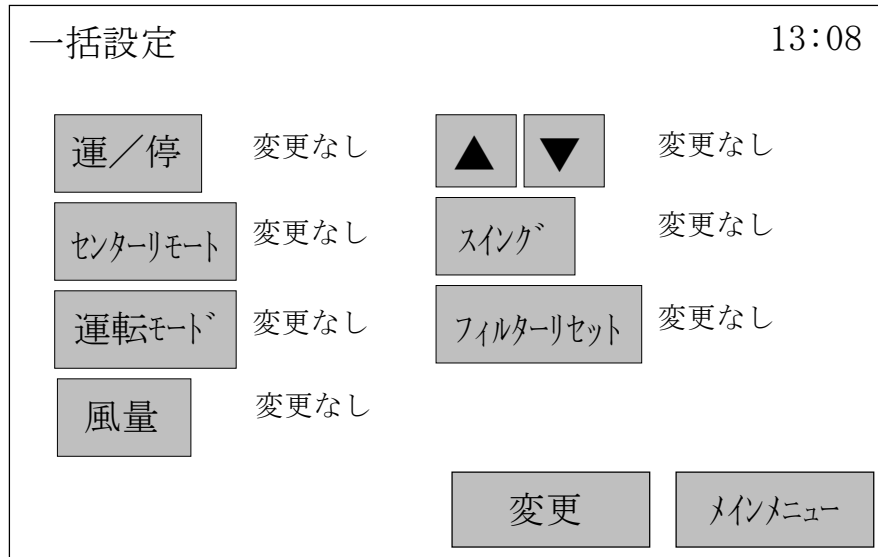 一括設定 13:08
運／停 変更なし ▲ ▼ 変更なし
センターリモート 変更なし スイング 変更なし
運転モード 変更なし フィルターリセット 変更なし
風量 変更なし
変更 メインメニュー